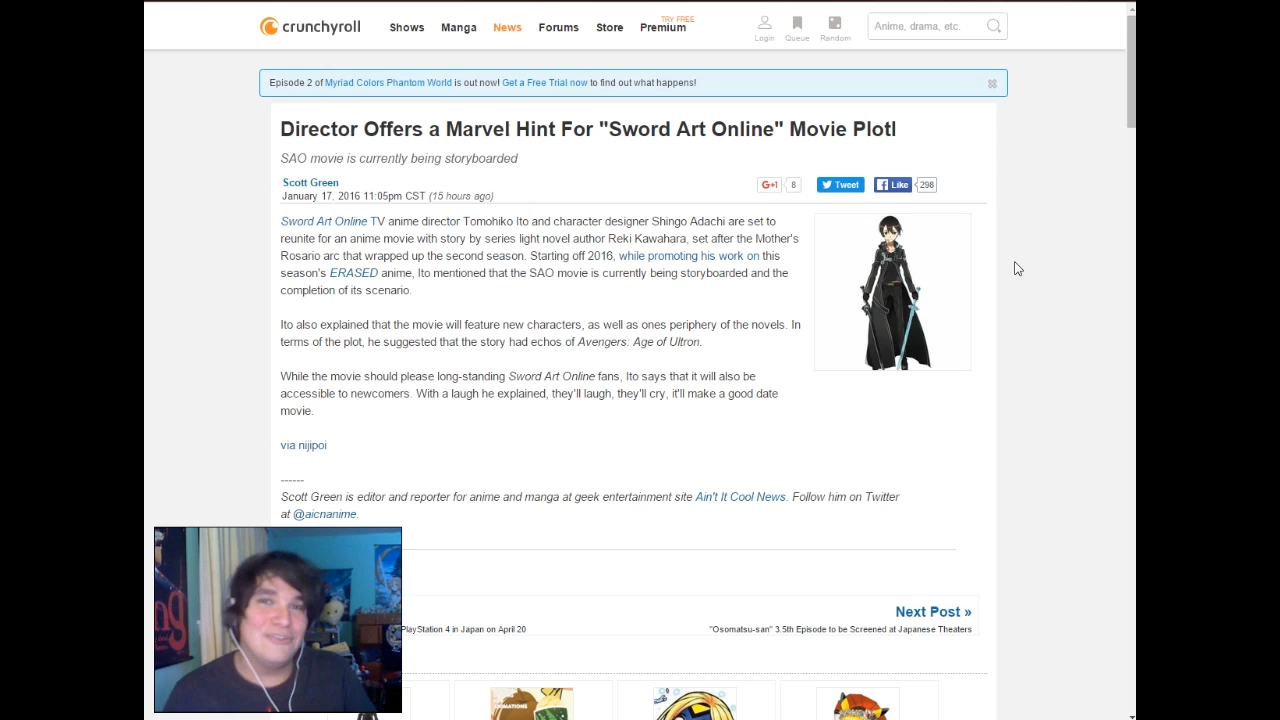 crunchyroll
Shows Manga News Forums Store Premium
TRY FREE
Login Queue Random
Anime, drama, etc.
Episode 2 of Myriad Colors Phantom World is out now! Get a Free Trial now to find out what happens!
Director Offers a Marvel Hint For "Sword Art Online" Movie Plotl
SAO movie is currently being storyboarded
Scott Green
January 17, 2016 11:05pm CST (15 hours ago)
G+1 8 Tweet Like 298
Sword Art Online TV anime director Tomohiko Ito and character designer Shingo Adachi are set to
reunite for an anime movie with story by series light novel author Reki Kawahara, set after the Mother's
Rosario arc that wrapped up the second season. Starting off 2016, while promoting his work on this
season's ERASED anime, Ito mentioned that the SAO movie is currently being storyboarded and the
completion of its scenario.
Ito also explained that the movie will feature new characters, as well as ones periphery of the novels. In
terms of the plot, he suggested that the story had echos of Avengers: Age of Ultron.
While the movie should please long-standing Sword Art Online fans, Ito says that it will also be
accessible to newcomers. With a laugh he explained, they'll laugh, they'll cry, it'll make a good date
movie.
via nijipoi
------
Scott Green is editor and reporter for anime and manga at geek entertainment site Ain't It Cool News. Follow him on Twitter
at @aicnanime.
Next Post »
PlayStation 4 in Japan on April 20
"Osomatsu-san" 3.5th Episode to be Screened at Japanese Theaters